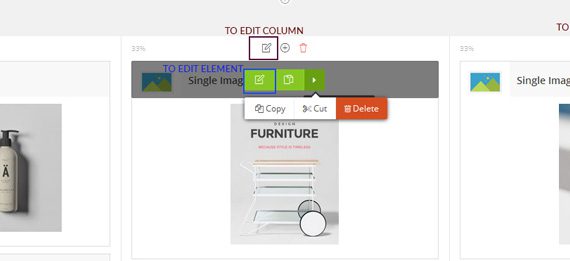 TO EDIT COLUMN
TO
33%
33%
TO EDIT ELEMENT
Single Imag
Single Image
Copy
Cut
Delete
DESIGN
FURNITURE
BECAUSE STYLE IS TIMELESS
Ä